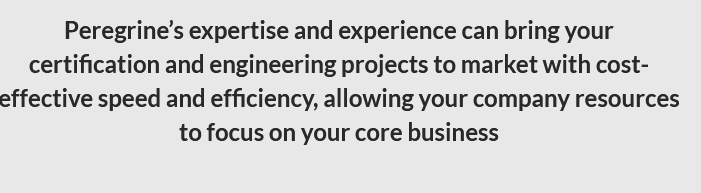 Peregrine’s expertise and experience can bring your
certification and engineering projects to market with cost-
effective speed and efficiency, allowing your company resources
to focus on your core business